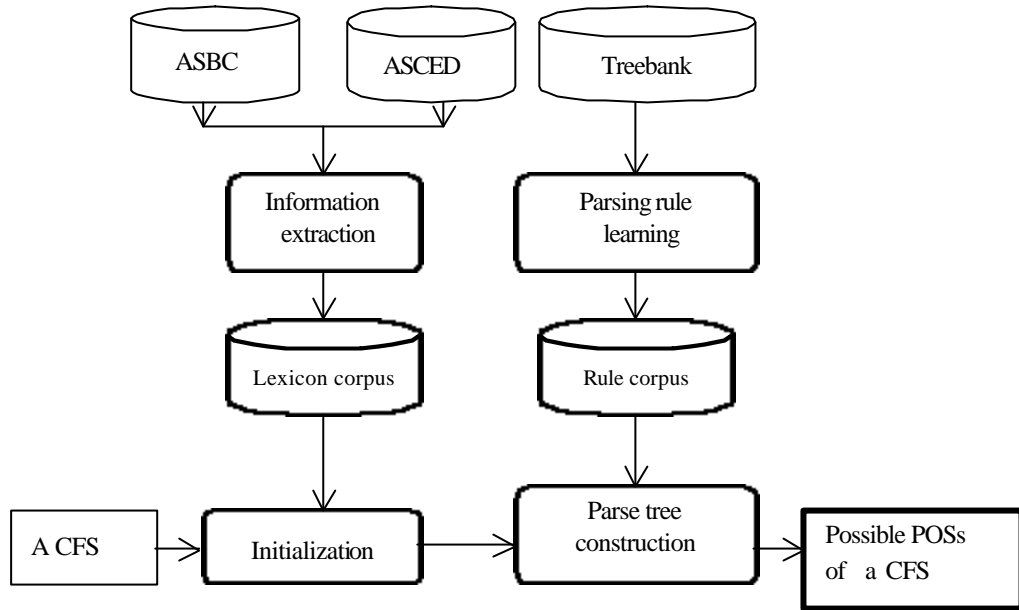 ASBC
ASCED
Treebank
Information
extraction
Parsing rule
learning
Lexicon corpus
Rule corpus
A CFS
Initialization
Parse tree
construction
Possible POSs
of a CFS